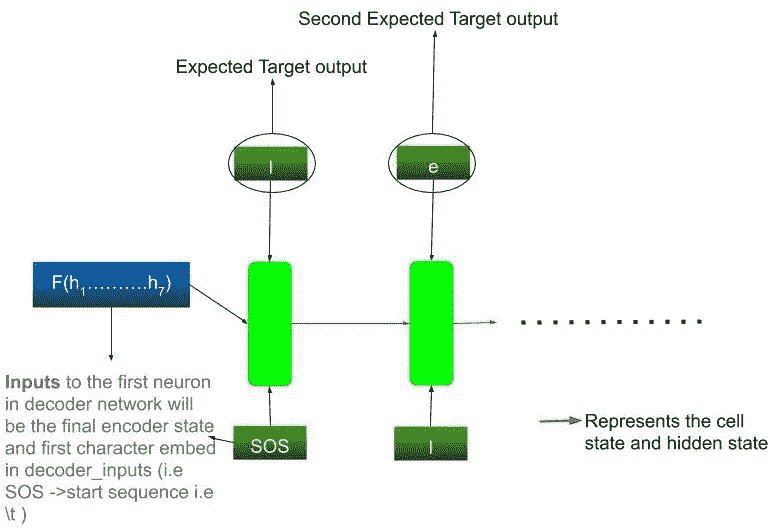 Second Expected Target output
Expected Target output
l
e
F(h₁..........h₇)
Inputs to the first neuron
in decoder network will
be the final encoder state
and first character embed
in decoder_inputs (i.e
SOS ->start sequence i.e
\t )
SOS
l
Represents the cell
state and hidden state